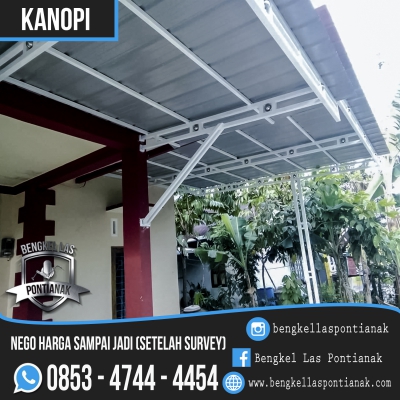 KANOPI
BENGKEL LAS
PONTIANAK
NEGO HARGA SAMPAI JADI (SETELAH SURVEY)
0853 - 4744 - 4454
bengkellaspontianak
Bengkel Las Pontianak
www.bengkellaspontianak.com